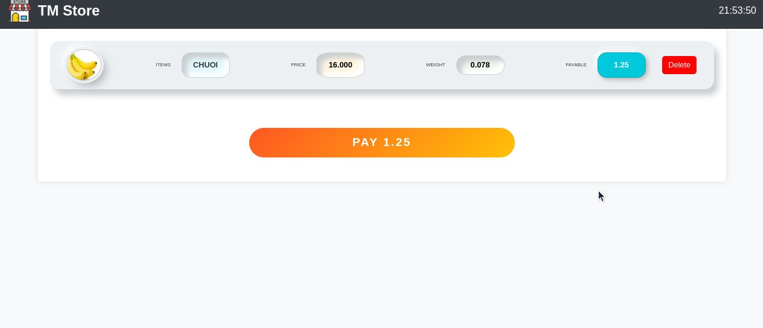 STORE
TM Store
21:53:50
ITEMS CHUOI PRICE 16.000 WEIGHT 0.078 PAYABLE 1.25 Delete
PAY 1.25